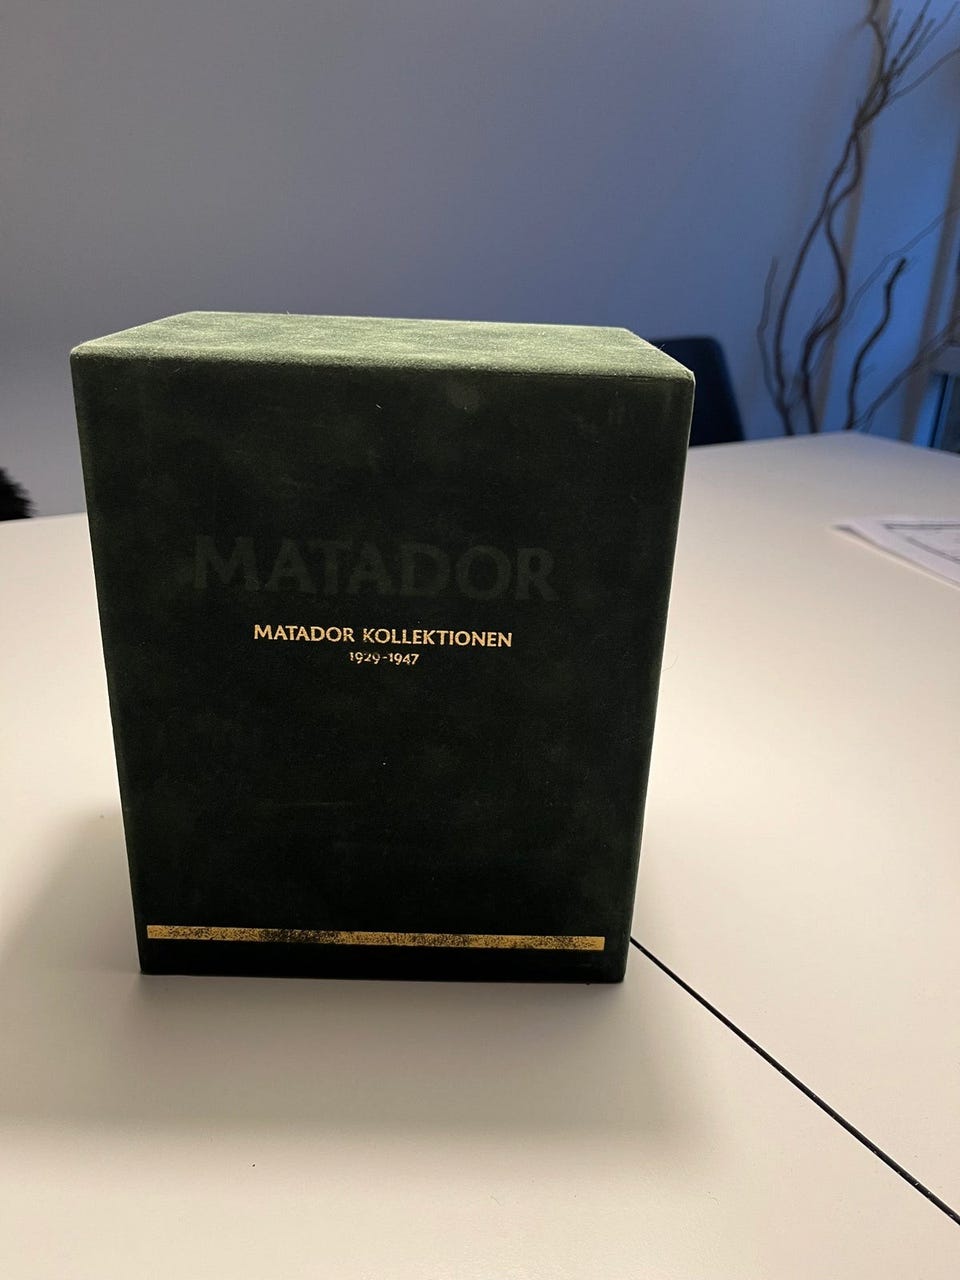 MATADOR
MATADOR KOLLEKTIONEN
1929-1947